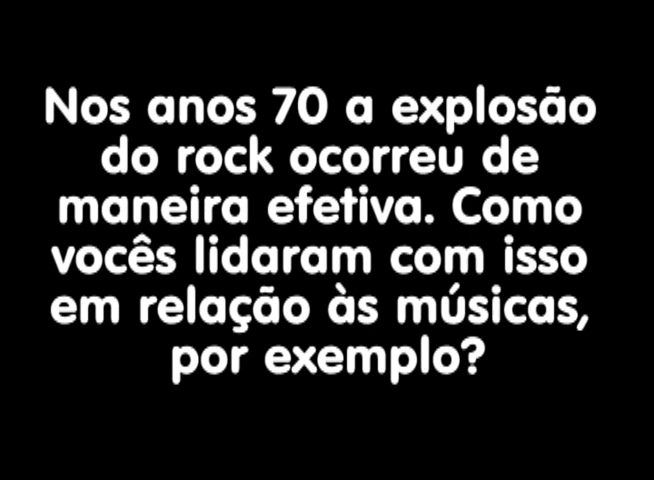 Nos anos 70 a explosão
do rock ocorreu de
maneira efetiva. Como
vocês lidaram com isso
em relação às músicas,
por exemplo?